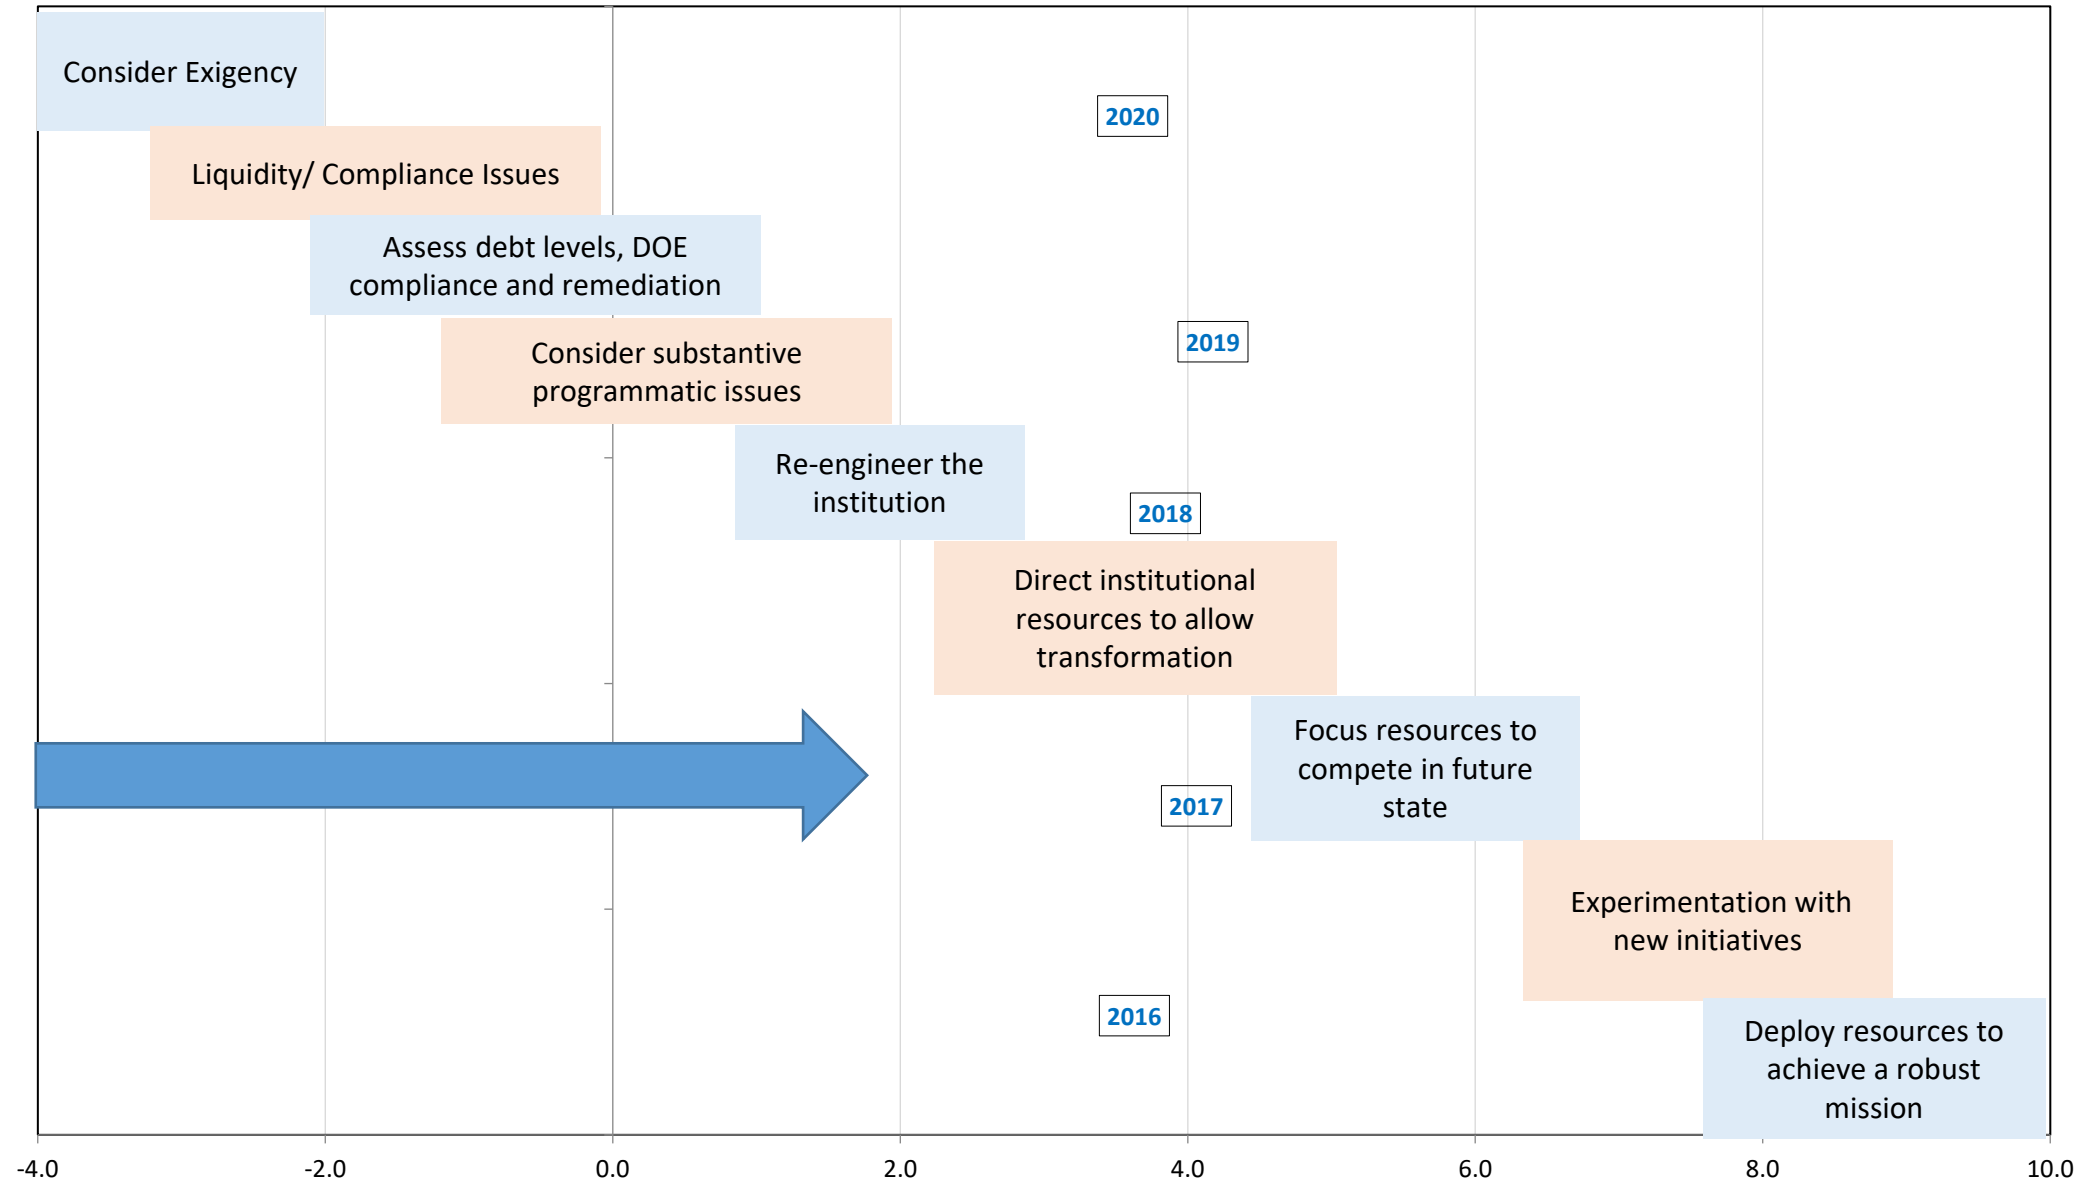 Consider Exigency
2020
Liquidity/ Compliance Issues
Assess debt levels, DOE
compliance and remediation
2019
Consider substantive
programmatic issues
Re-engineer the
institution
2018
Direct institutional
resources to allow
transformation
Focus resources to
compete in future
state
2017
Experimentation with
new initiatives
2016
Deploy resources to
achieve a robust
mission
-4.0 -2.0 0.0 2.0 4.0 6.0 8.0 10.0